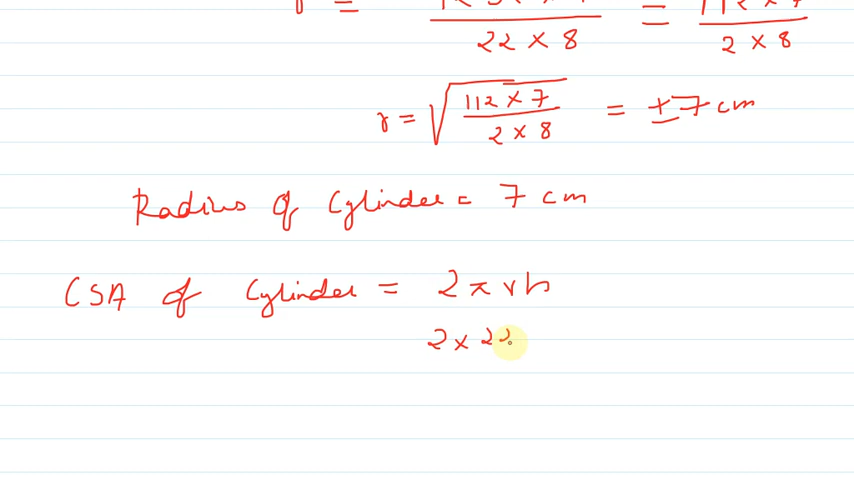 22 × 8 = 2 × 8
r = √ 112 × 7 / 2 × 8 = ± 7 cm
Radius of Cylinder = 7 cm
CSA of Cylinder = 2 π r h
2 × 22